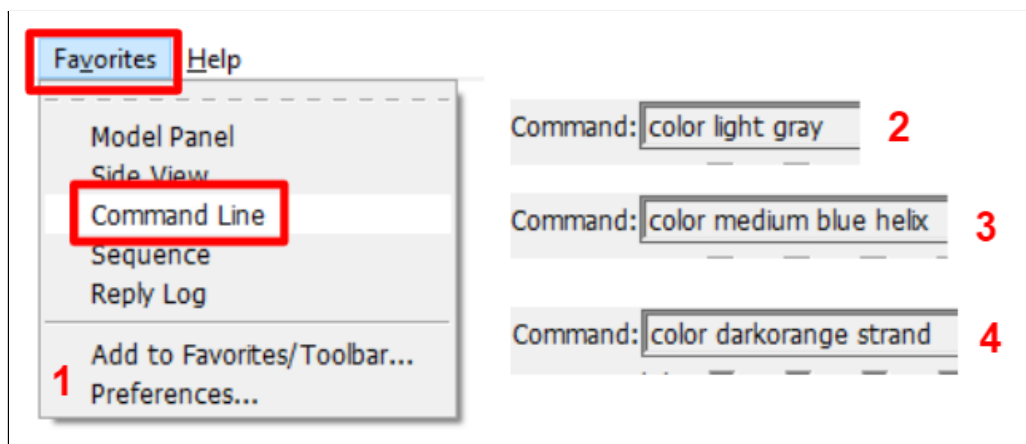 Favorites Help
Model Panel
Side View
Command Line
Sequence
Reply Log
Add to Favorites/Toolbar...
1
Preferences...
Command: color light gray 2
Command: color medium blue helix 3
Command: color darkorange strand 4